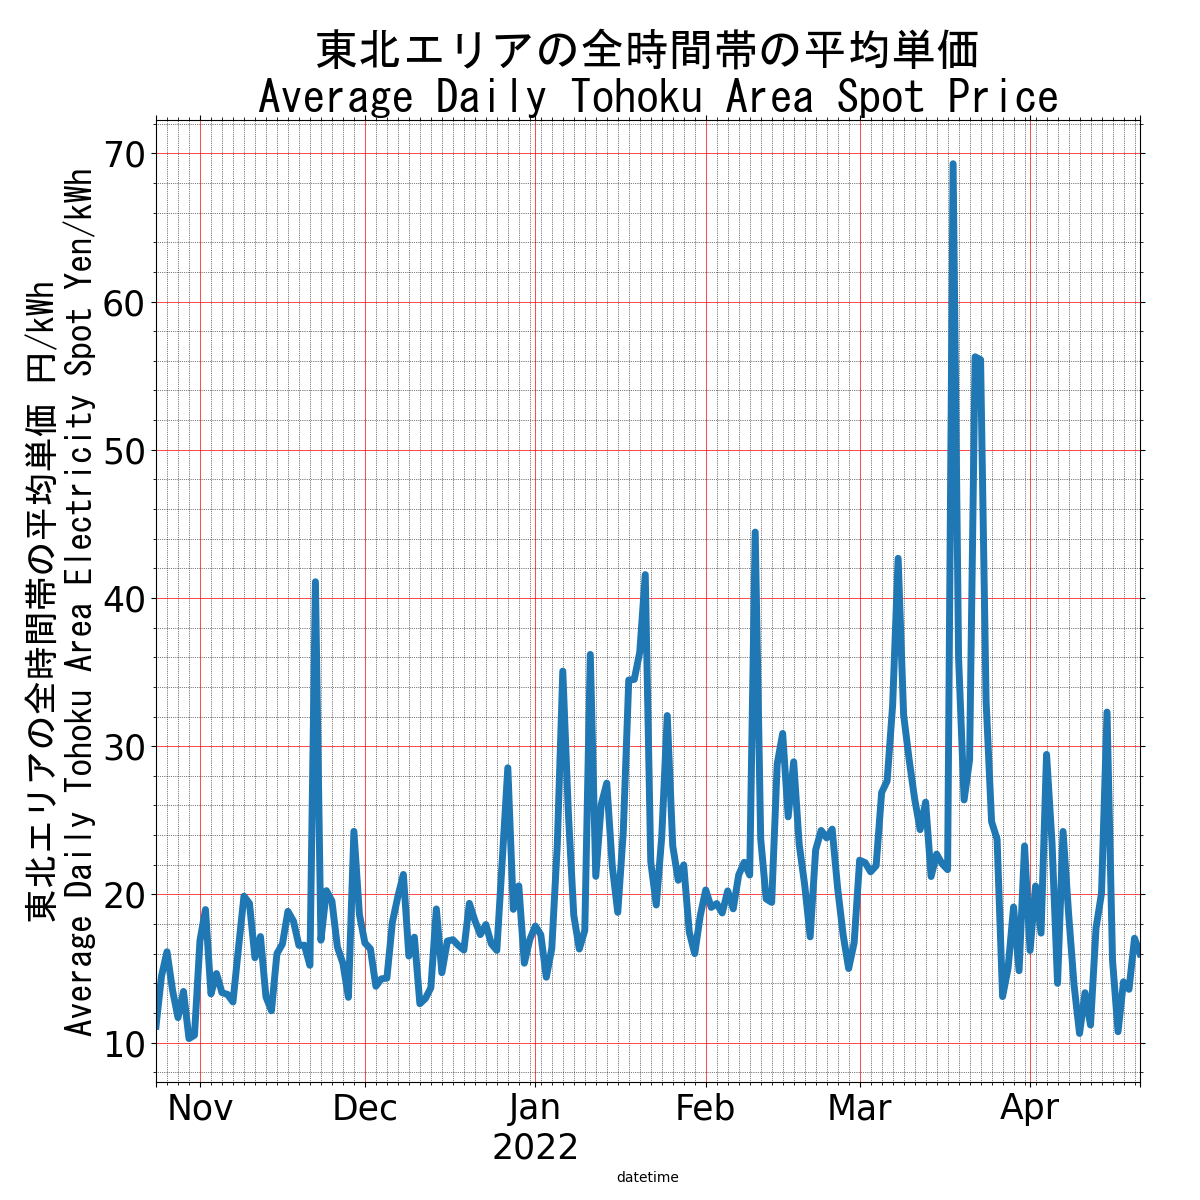 東北エリアの全時間帯の平均単価
Average Daily Tohoku Area Spot Price
東北エリアの全時間帯の平均単価 円/kWh
Average Daily Tohoku Area Electricity Spot Yen/kWh
70
60
50
40
30
20
10
Nov
Dec
Jan
2022
Feb
Mar
Apr
datetime